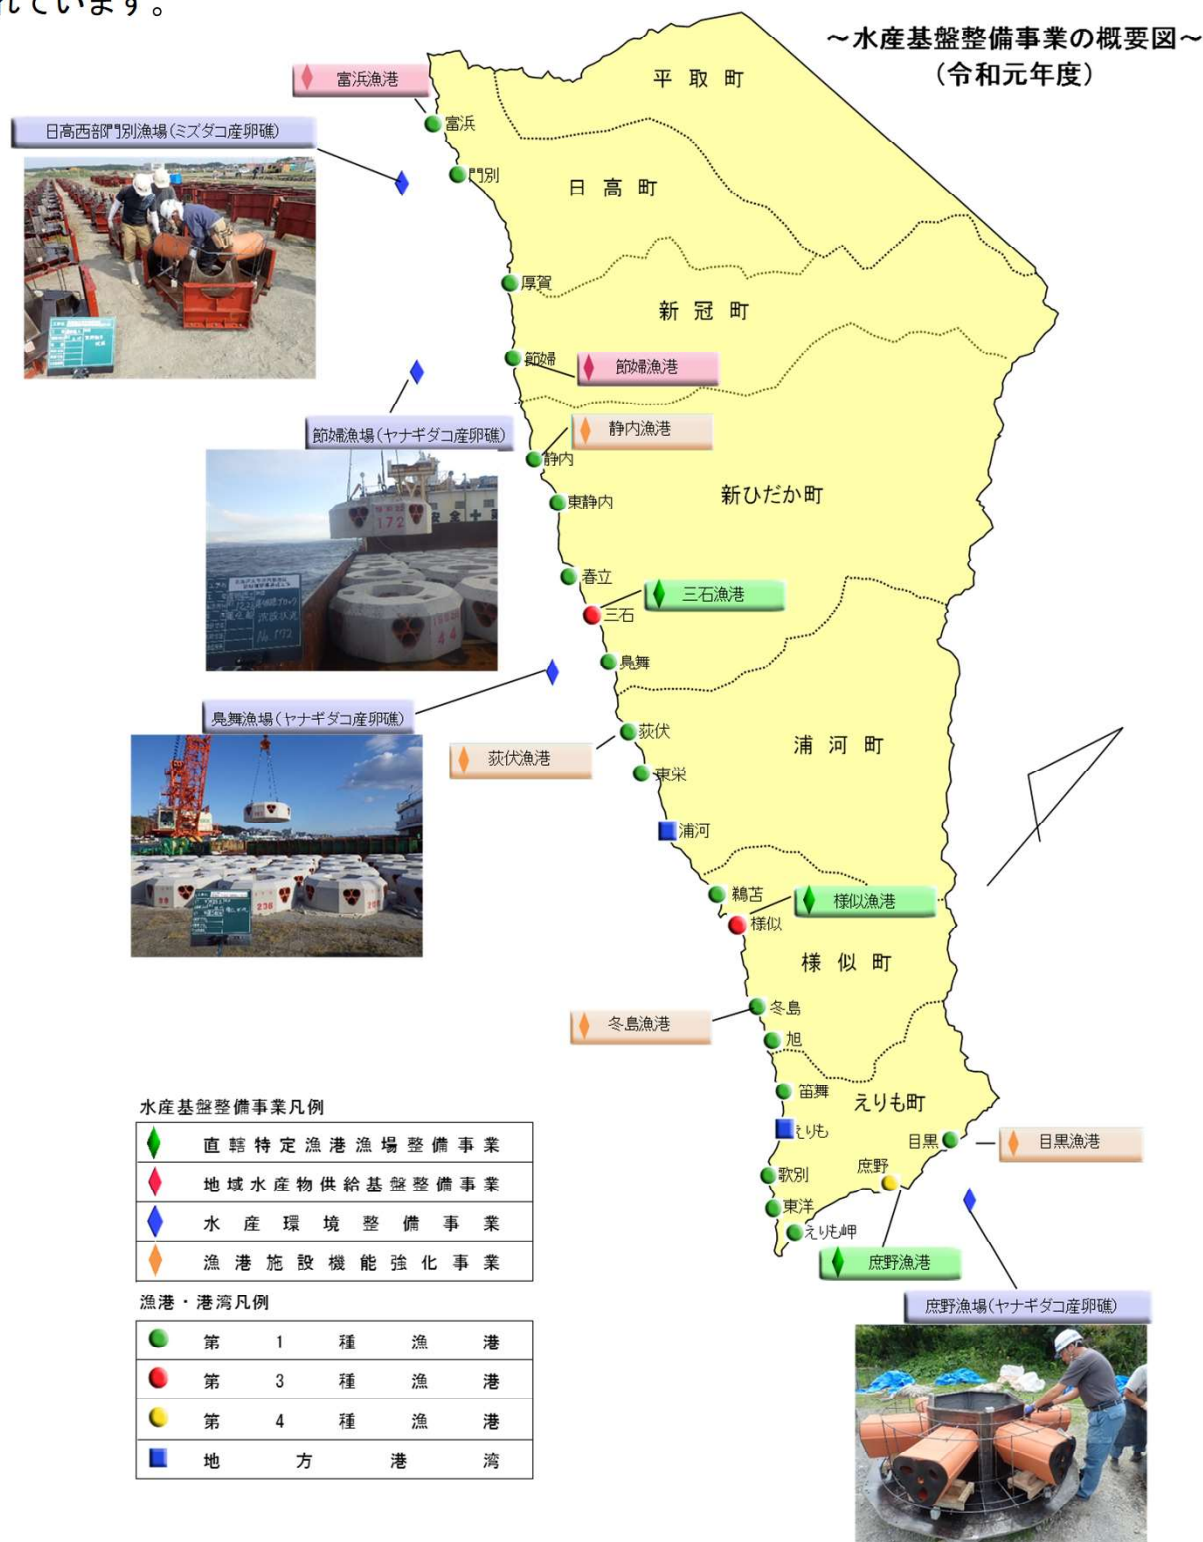 れています。
～水産基盤整備事業の概要図～
（令和元年度）
平取町
富浜漁港
富浜
日高西部門別漁場(ミズダコ産卵礁)
門別
日高町
厚賀
新冠町
節婦
節婦漁港
静内漁港
節婦漁場(ヤナギダコ産卵礁)
静内
新ひだか町
東静内
172
春立
三石漁港
三石
44
No.172
鳧舞
鳧舞漁場(ヤナギダコ産卵礁)
荻伏
浦河町
荻伏漁港
東栄
浦河
236
鵜苫
様似漁港
様似
様似町
冬島
冬島漁港
旭
笛舞
えりも町
水産基盤整備事業凡例
直轄特定漁港漁場整備事業
地域水産物供給基盤整備事業
水産環境整備事業
漁港施設機能強化事業
えりも
目黒
目黒漁港
庶野
歌別
東洋
えりも岬
庶野漁港
漁港・港湾凡例
第1種漁港
第3種漁港
第4種漁港
地方港湾
庶野漁場(ヤナギダコ産卵礁)